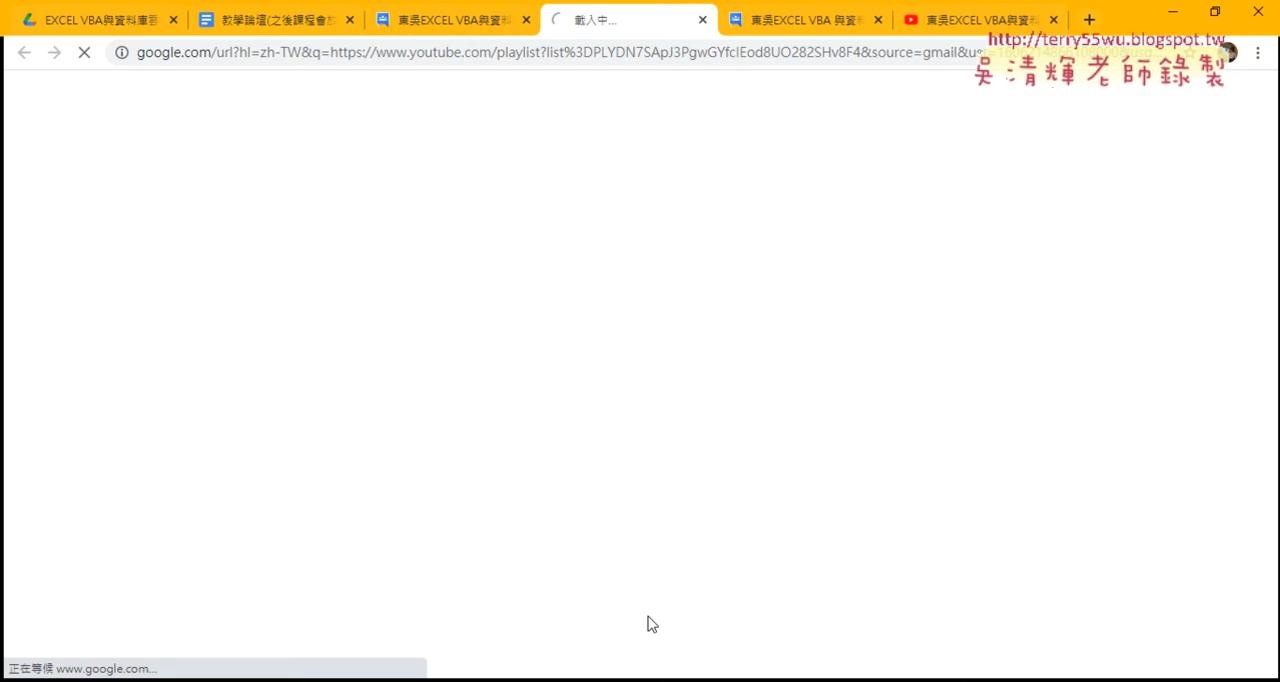 EXCEL VBA與資料庫雲
教學論壇(之後課程會放
東吳EXCEL VBA與資料
載入中...
東吳EXCEL VBA 與資料
東吳EXCEL VBA與資料
google.com/url?hl=zh-TW&q=https://www.youtube.com/playlist?list%3DPLYDN7SApJ3PgwGYfclEod8UO282SHv8F4&source=gmail&us
http://terry55wu.blogspot.tw
吳清輝老師錄製
正在等候 www.google.com...